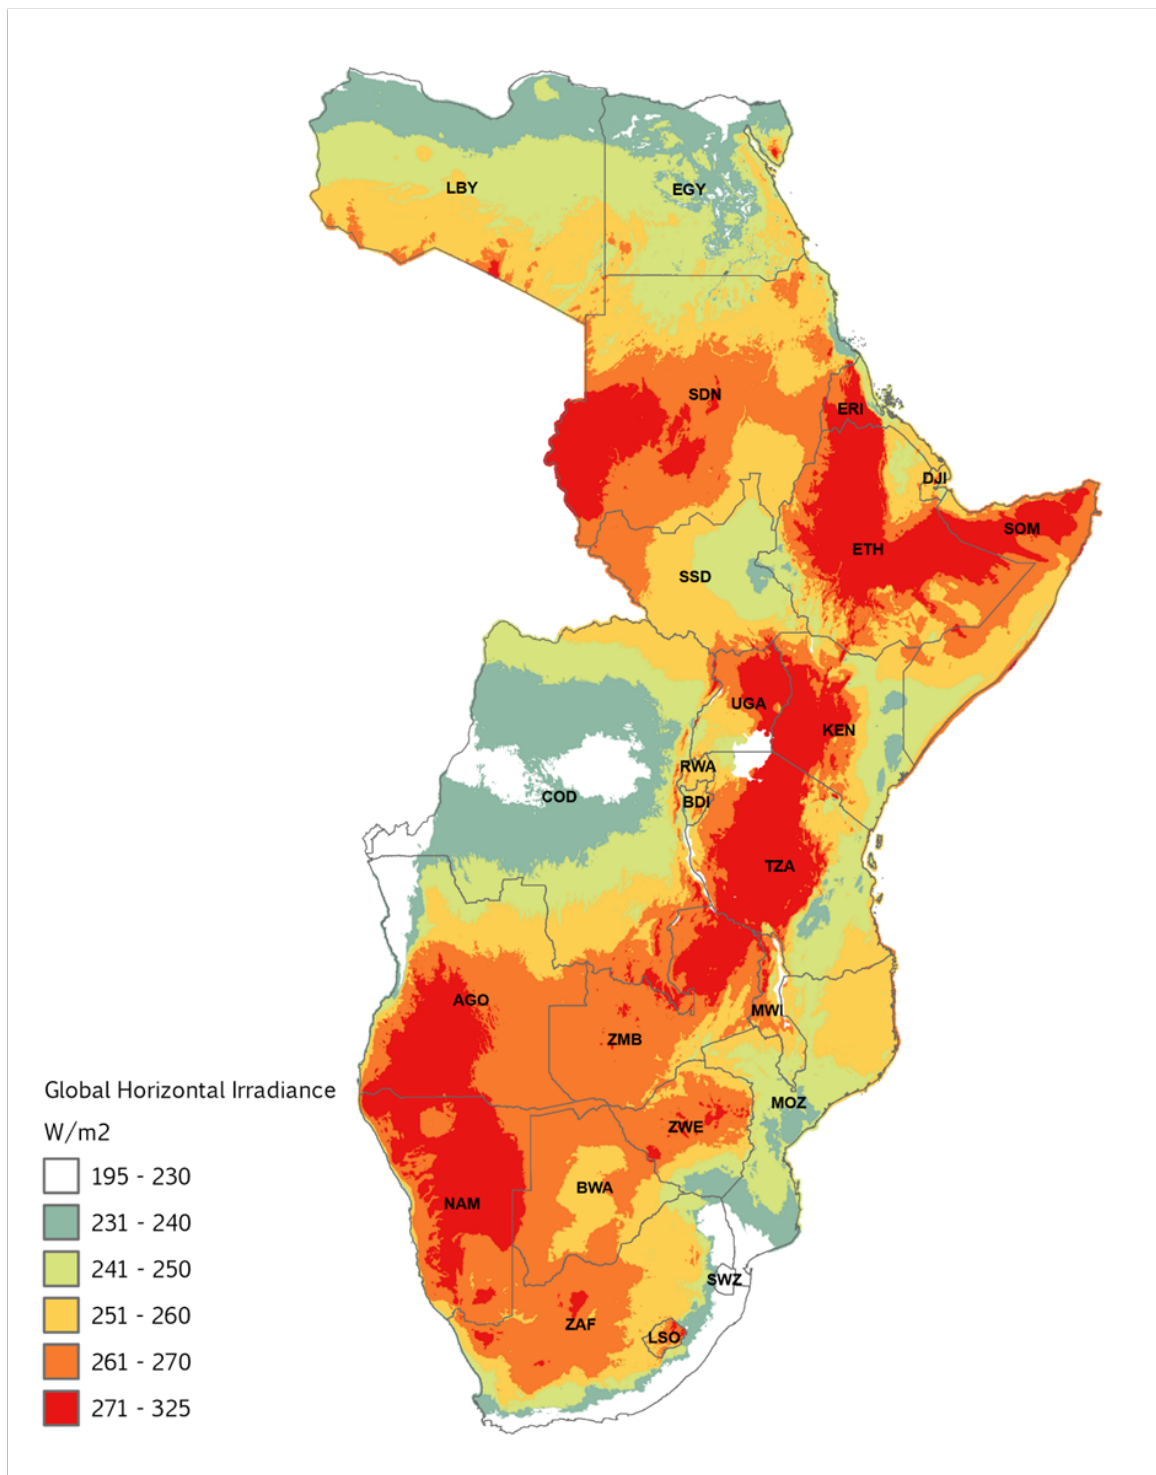 LBY
EGY
SDN
ERI
DJI
SOM
ETH
SSD
UGA
KEN
RWA
COD
BDI
TZA
AGO
MWI
ZMB
MOZ
ZWE
BWA
NAM
SWZ
ZAF
LSO
Global Horizontal Irradiance
W/m2
195 - 230
231 - 240
241 - 250
251 - 260
261 - 270
271 - 325